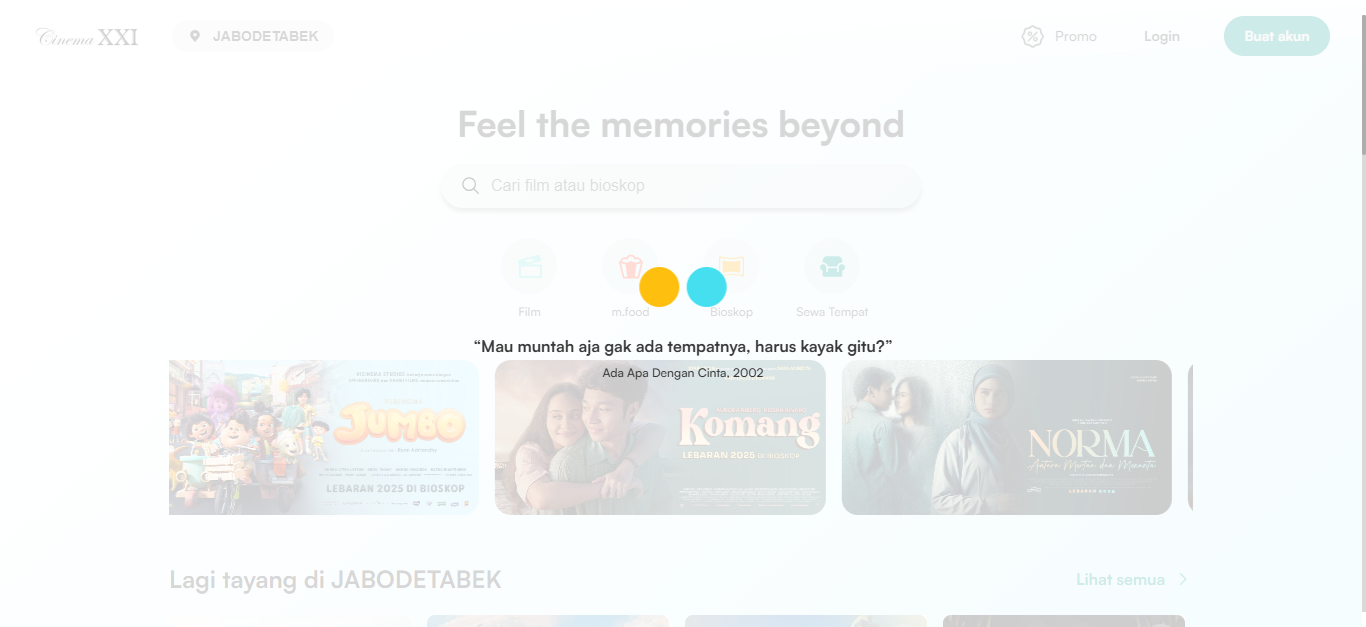 Cinema XXI
JABODETABEK
Promo
Login
Buat akun
Feel the memories beyond
Cari film atau bioskop
Film
m.food
Bioskop
Sewa Tempat
“Mau muntah aja gak ada tempatnya, harus kayak gitu?”
Ada Apa Dengan Cinta, 2002
JUMBO
LEBARAN 2025 DI BIOSKOP
Komang
LEBARAN 2025 DI BIOSKOP
NORMA
Antara Mertua dan Menantu
Lagi tayang di JABODETABEK
Lihat semua